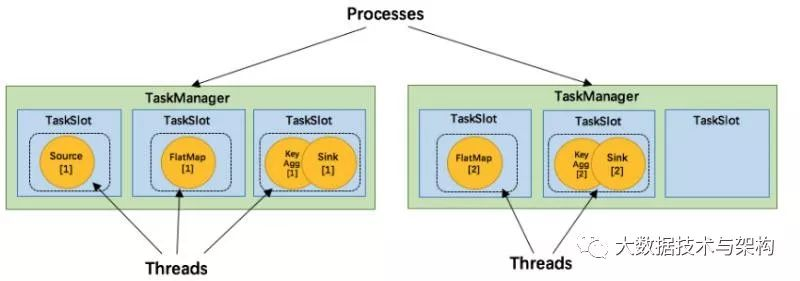 Processes
TaskManager
TaskSlot
Source
[1]
TaskSlot
FlatMap
[1]
TaskSlot
Key
Agg
[1]
Sink
[1]
Threads
TaskManager
TaskSlot
FlatMap
[2]
TaskSlot
Key
Agg
[2]
Sink
[2]
TaskSlot
Threads
大数据技术与架构